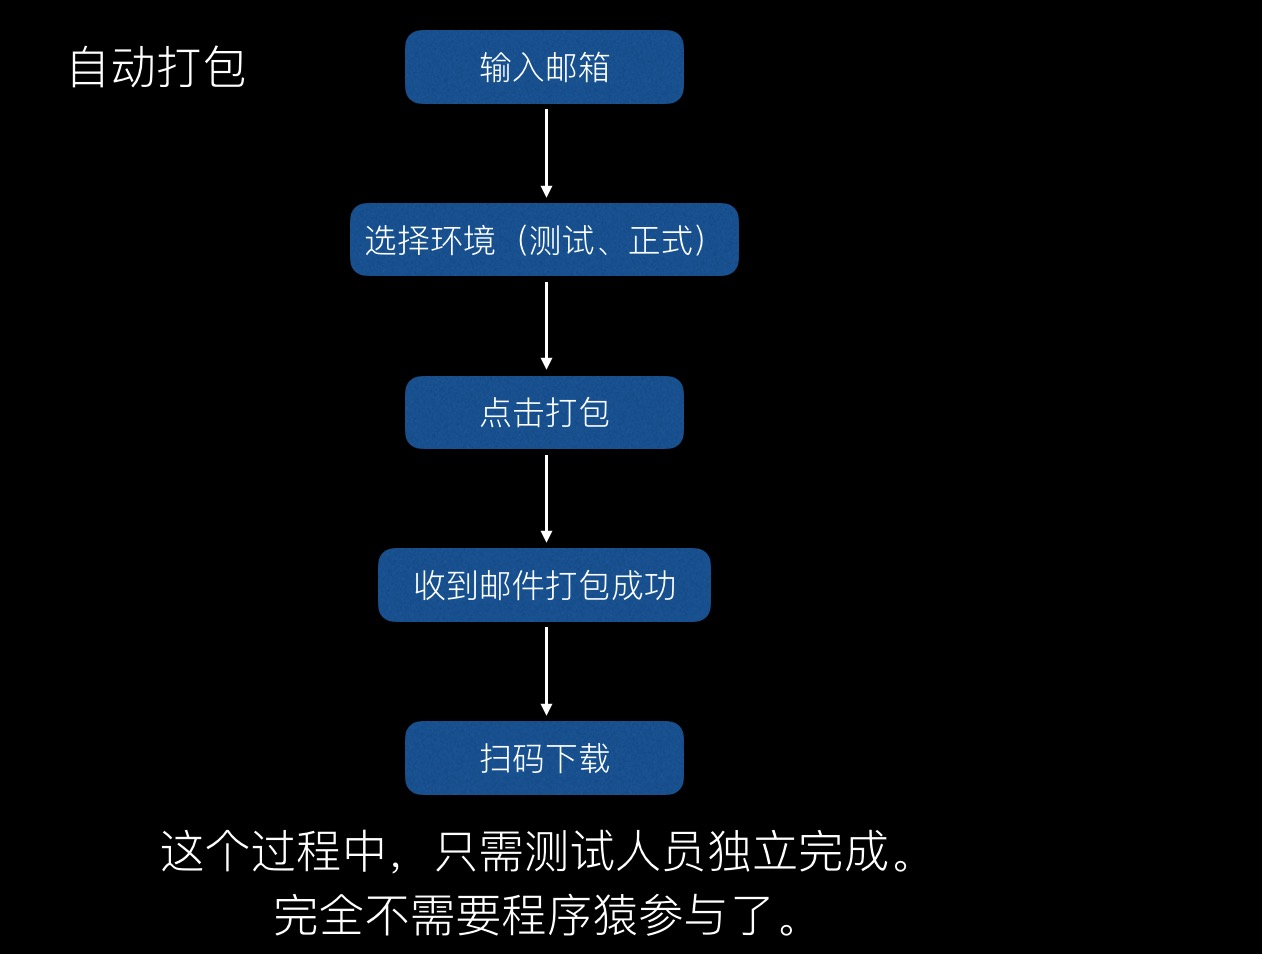 自动打包
输入邮箱
选择环境（测试、正式）
点击打包
收到邮件打包成功
扫码下载
这个过程中，只需测试人员独立完成。
完全不需要程序猿参与了。